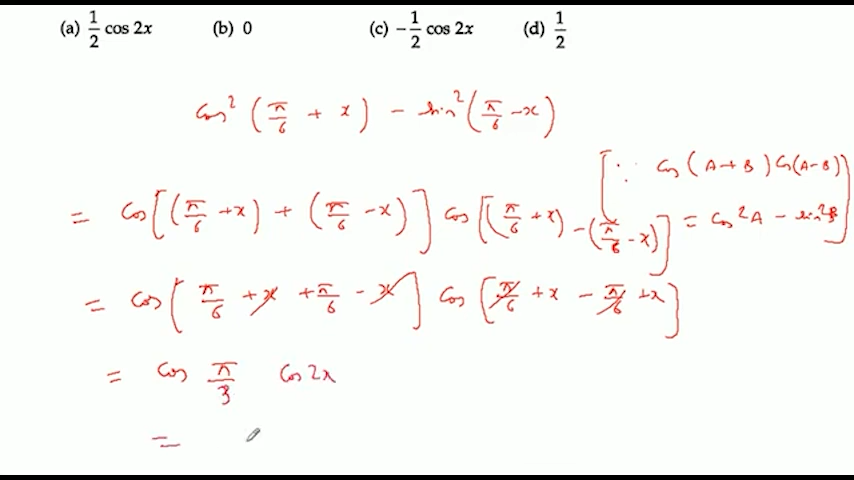 (a) 1/2 cos 2x (b) 0 (c) -1/2 cos 2x (d) 1/2
cos² (π/6 + x) - sin² (π/6 - x)
[∵ cos(A+B) cos(A-B)
= cos²A - sin²B]
= cos[(π/6 + x) + (π/6 - x)] cos[(π/6 + x) - (π/6 - x)]
= cos[π/6 + x + π/6 - x] cos[π/6 + x - π/6 + x]
= cos π/3 cos 2x
=